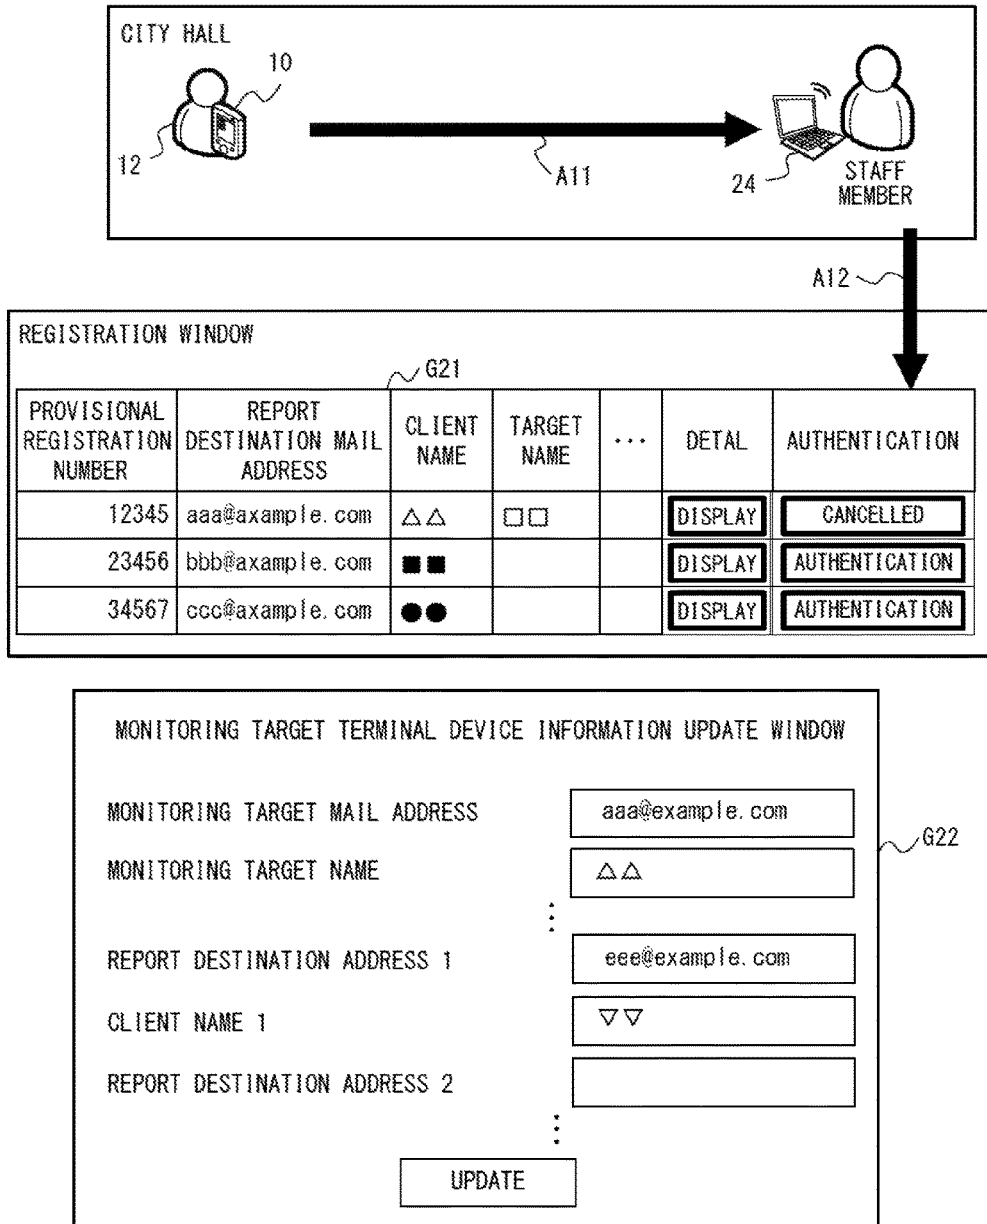 CITY HALL
10
12
A11
24
STAFF
MEMBER
A12
REGISTRATION WINDOW
G21
PROVISIONAL REGISTRATION NUMBER
REPORT DESTINATION MAIL ADDRESS
CLIENT NAME
TARGET NAME
...
DETAL
AUTHENTICATION
12345 aaa@axample.com △△ □□ DISPLAY CANCELLED
23456 bbb@axample.com ■■ DISPLAY AUTHENTICATION
34567 ccc@axample.com ●● DISPLAY AUTHENTICATION
MONITORING TARGET TERMINAL DEVICE INFORMATION UPDATE WINDOW
MONITORING TARGET MAIL ADDRESS aaa@example.com
G22
MONITORING TARGET NAME △△
REPORT DESTINATION ADDRESS 1 eee@example.com
CLIENT NAME 1 ▽▽
REPORT DESTINATION ADDRESS 2
UPDATE